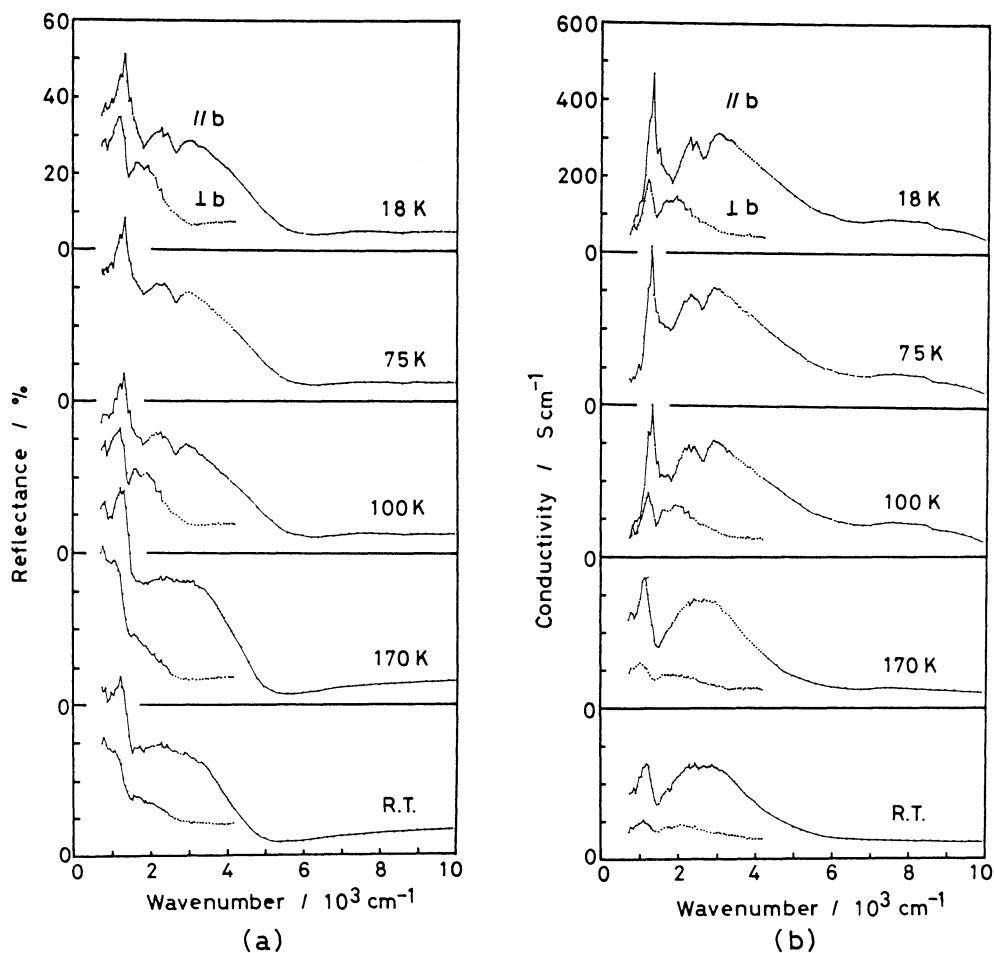 60
40
20
0
0
0
0
0
// b
⊥ b
18 K
75 K
100 K
170 K
R.T.
Reflectance / %
0 2 4 6 8 10
Wavenumber / 10³ cm⁻¹
(a)
600
400
200
0
0
0
0
0
// b
⊥ b
18 K
75 K
100 K
170 K
R.T.
Conductivity / S cm⁻¹
0 2 4 6 8 10
Wavenumber / 10³ cm⁻¹
(b)